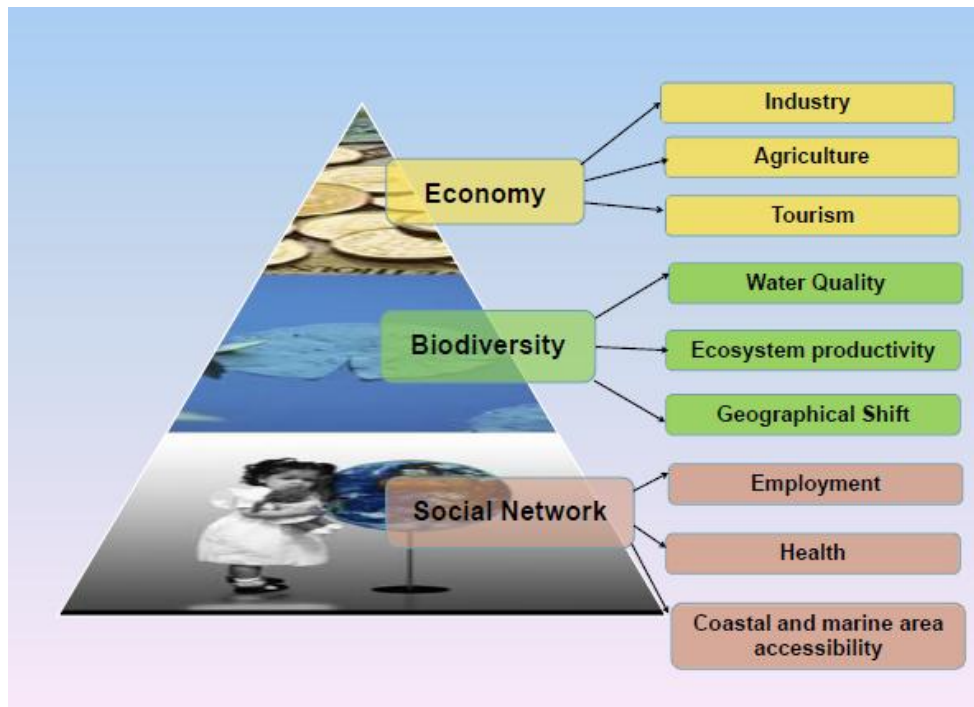 Economy
Industry
Agriculture
Tourism
Biodiversity
Water Quality
Ecosystem productivity
Geographical Shift
Social Network
Employment
Health
Coastal and marine area
accessibility